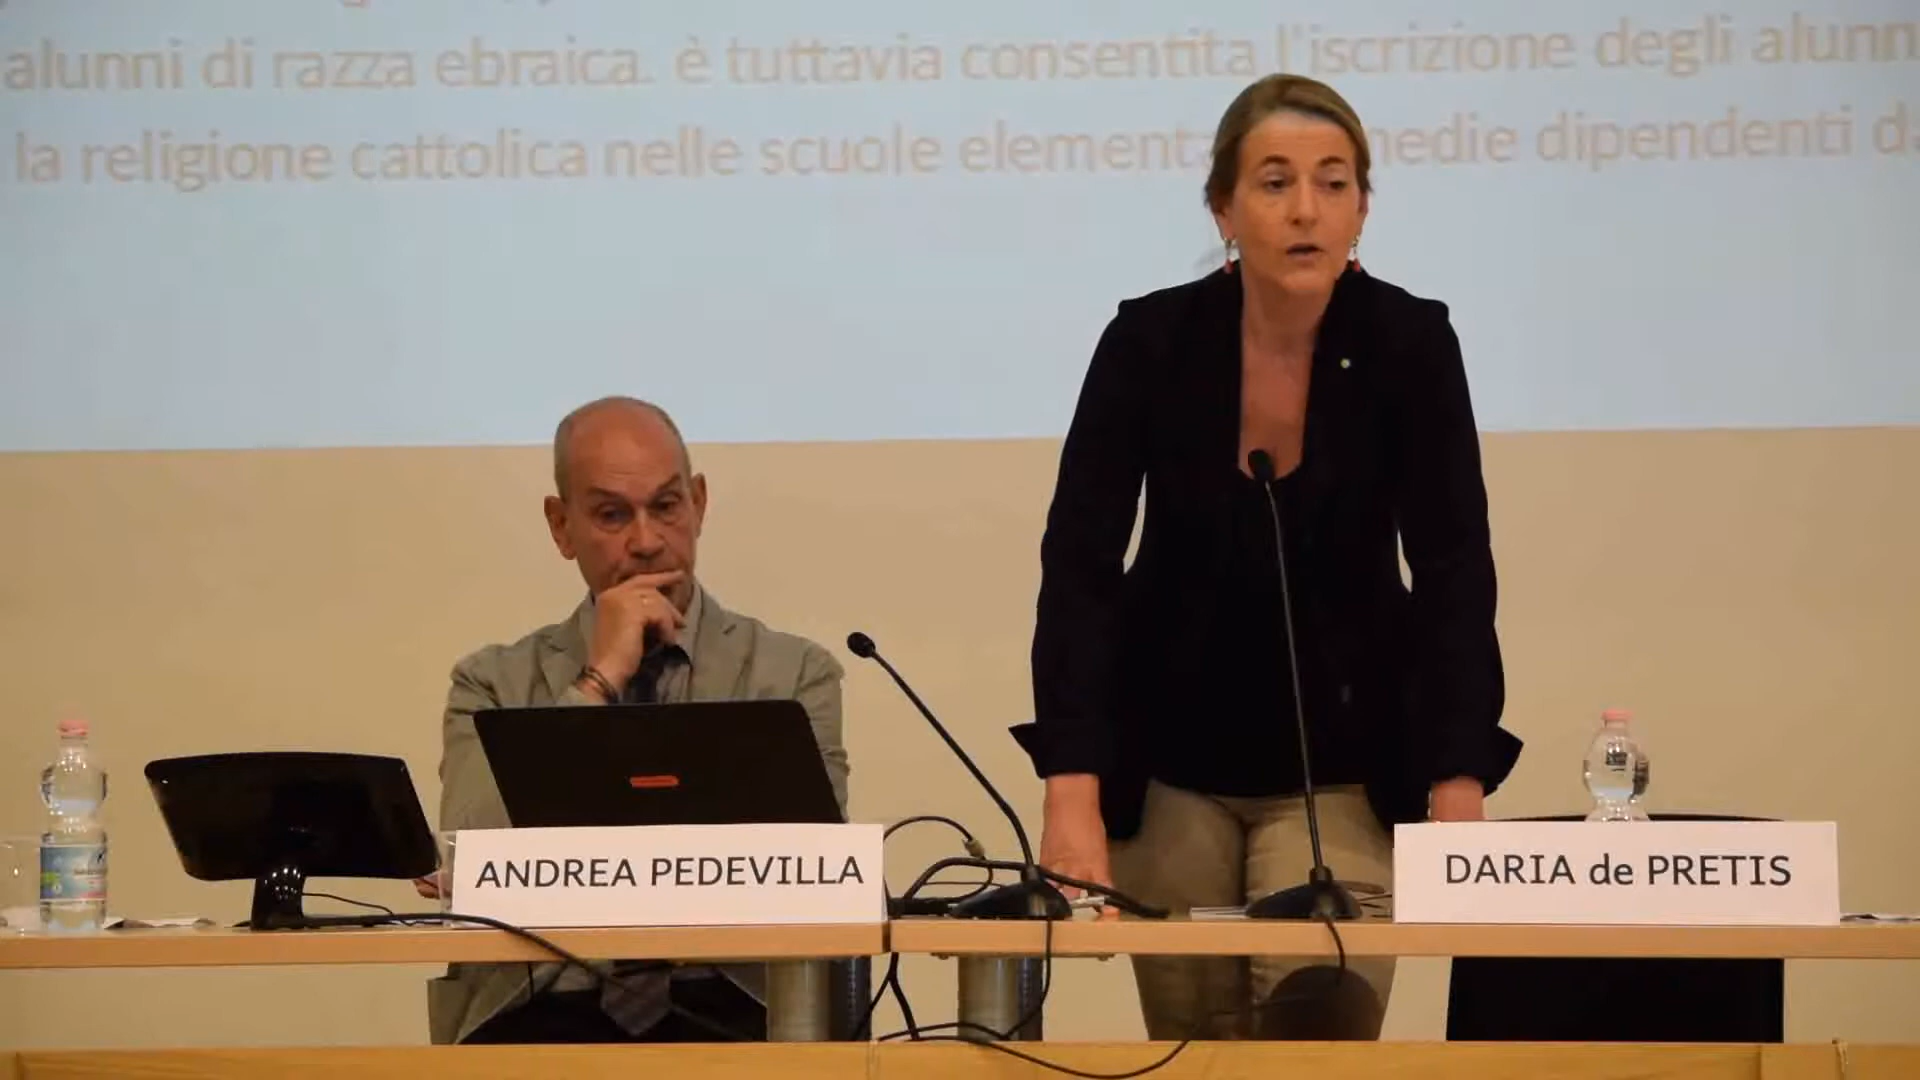 alunni di razza ebraica. è tuttavia consentita l'iscrizione degli alunn
la religione cattolica nelle scuole elementa medie dipendenti d
ANDREA PEDEVILLA
DARIA de PRETIS